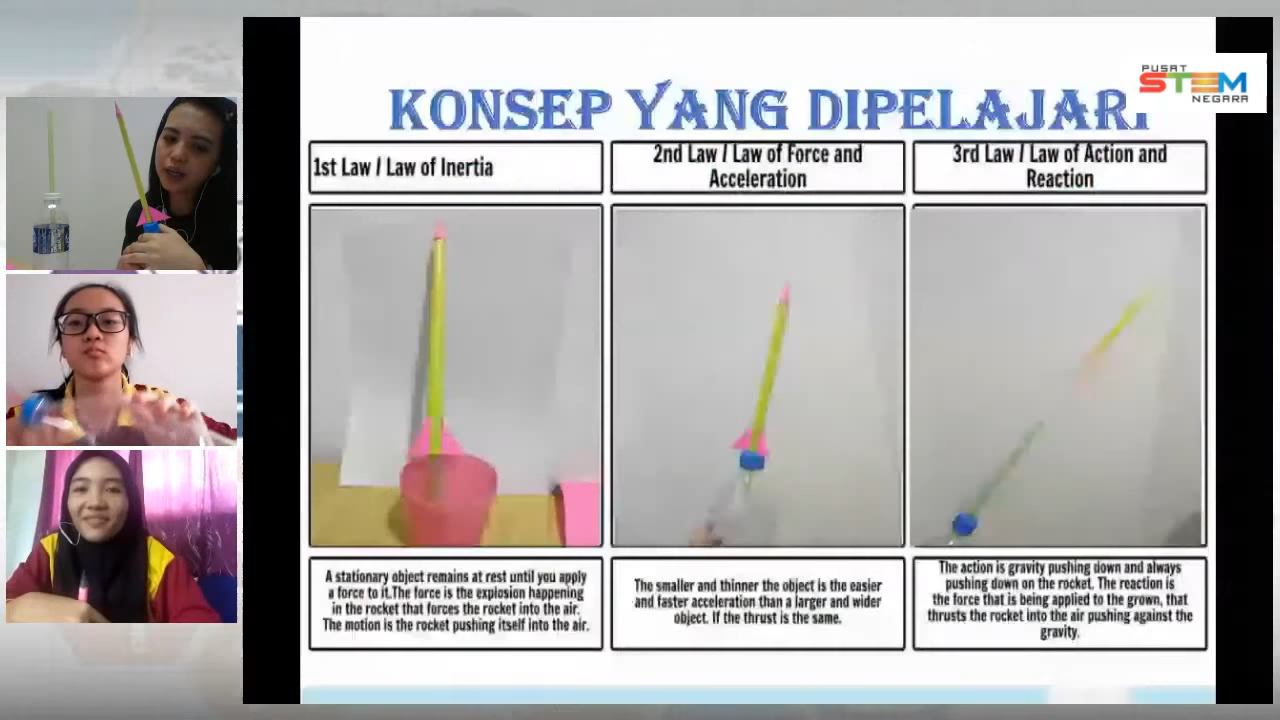 KONSEP YANG DIPELAJARI
PUSAT
STEM
NEGARA
1st Law / Law of Inertia
2nd Law / Law of Force and
Acceleration
3rd Law / Law of Action and
Reaction
A stationary object remains at rest until you apply
a force to it.The force is the explosion happening
in the rocket that forces the rocket into the air.
The motion is the rocket pushing itself into the air.
The smaller and thinner the object is the easier
and faster acceleration than a larger and wider
object. If the thrust is the same.
The action is gravity pushing down and always
pushing down on the rocket. The reaction is
the force that is being applied to the grown, that
thrusts the rocket into the air pushing against the
gravity.